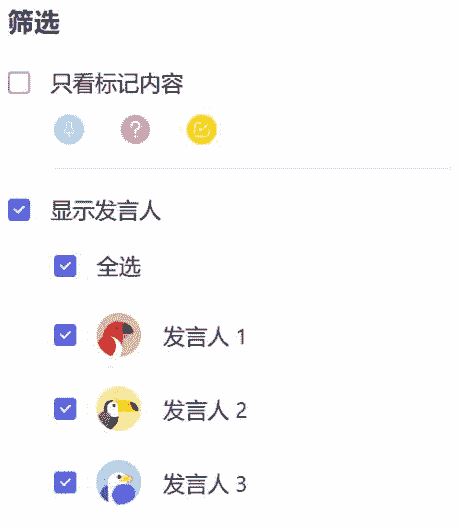 筛选
只看标记内容
?
显示发言人
全选
发言人 1
发言人 2
发言人 3